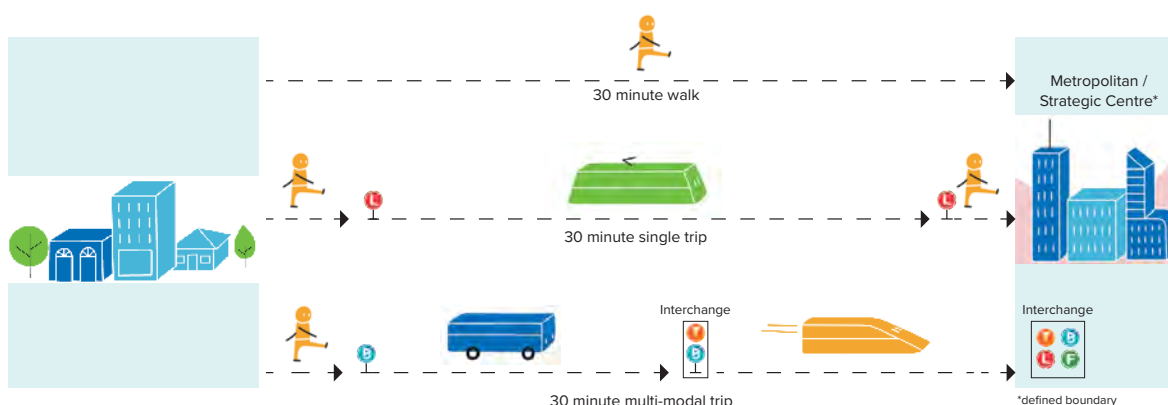 30 minute walk
Metropolitan /
Strategic Centre*
L
L
30 minute single trip
Interchange
T
B
B
Interchange
T B
L F
30 minute multi-modal trip
*defined boundary